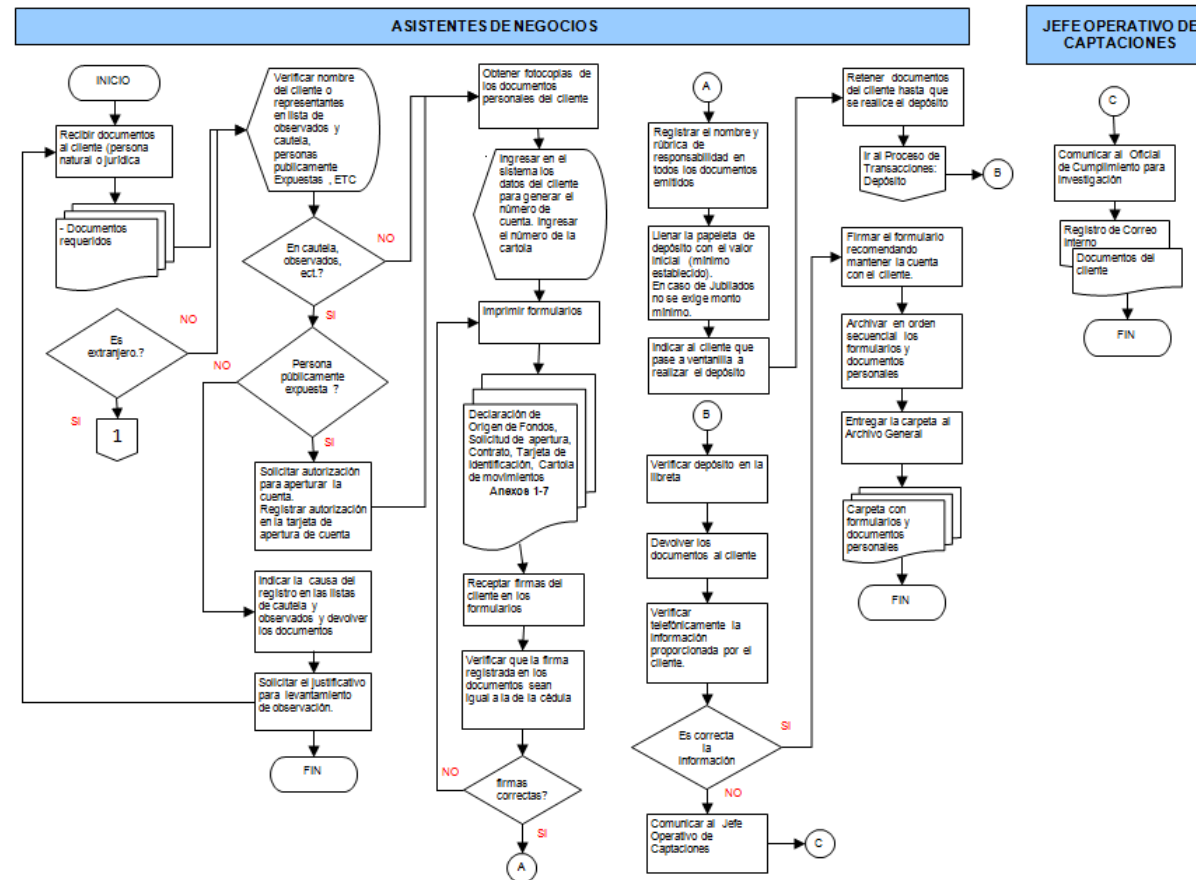 ASISTENTES DE NEGOCIOS
JEFE OPERATIVO DE
CAPTACIONES
INICIO
Recibir documentos
al cliente (persona
natural o jurídica
- Documentos
requeridos
Es
extranjero.?
NO
SI
1
Verificar nombre
del cliente o
representantes
en lista de
observados y
cautela,
personas
publicamente
Expuestas , ETC
En cautela,
observados,
ect.?
NO
SI
Persona
públicamente
expuesta ?
NO
SI
Solicitar autorización
para aperturar la
cuenta.
Registrar autorización
en la tarjeta de
apertura de cuenta
Indicar la causa del
registro en las listas
de cautela y
observados y devolver
los documentos
Solicitar el justificativo
para levantamiento
de observación.
FIN
Obtener fotocopias de
los documentos
personales del cliente
Ingresar en el
sistema los
datos del cliente
para generar el
número de
cuenta. Ingresar
el número de la
cartola
Imprimir formularios
Declaración de
Origen de Fondos,
Solicitud de apertura,
Contrato, Tarjeta de
Identificación, Cartola
de movimientos
Anexos 1-7
Receptar firmas del
cliente en los
formularios
Verificar que la firma
registrada en los
documentos sean
igual a la de la cédula
firmas
correctas?
NO
SI
A
A
Registrar el nombre y
rúbrica de
responsabilidad en
todos los documentos
emitidos
Llenar la papeleta de
depósito con el valor
inicial (mínimo
establecido).
En caso de Jubilados
no se exige monto
mínimo.
Indicar al cliente que
pase a ventanilla a
realizar el depósito
B
Verificar depósito en la
libreta
Devolver los
documentos al cliente
Verificar
telefónicamente la
información
proporcionada por el
cliente.
Es correcta
la
información
SI
NO
Comunicar al Jefe
Operativo de
Captaciones
C
Retener documentos
del cliente hasta que
se realice el depósito
Ir al Proceso de
Transacciones:
Depósito
B
Firmar el formulario
recomendando
mantener la cuenta
con el cliente.
Archivar en orden
secuencial los
formularios y
documentos
personales
Entregar la carpeta al
Archivo General
Carpeta con
formularios y
documentos
personales
FIN
C
Comunicar al Oficial
de Cumplimiento para
Investigación
Registro de Correo
Interno
Documentos del
cliente
FIN